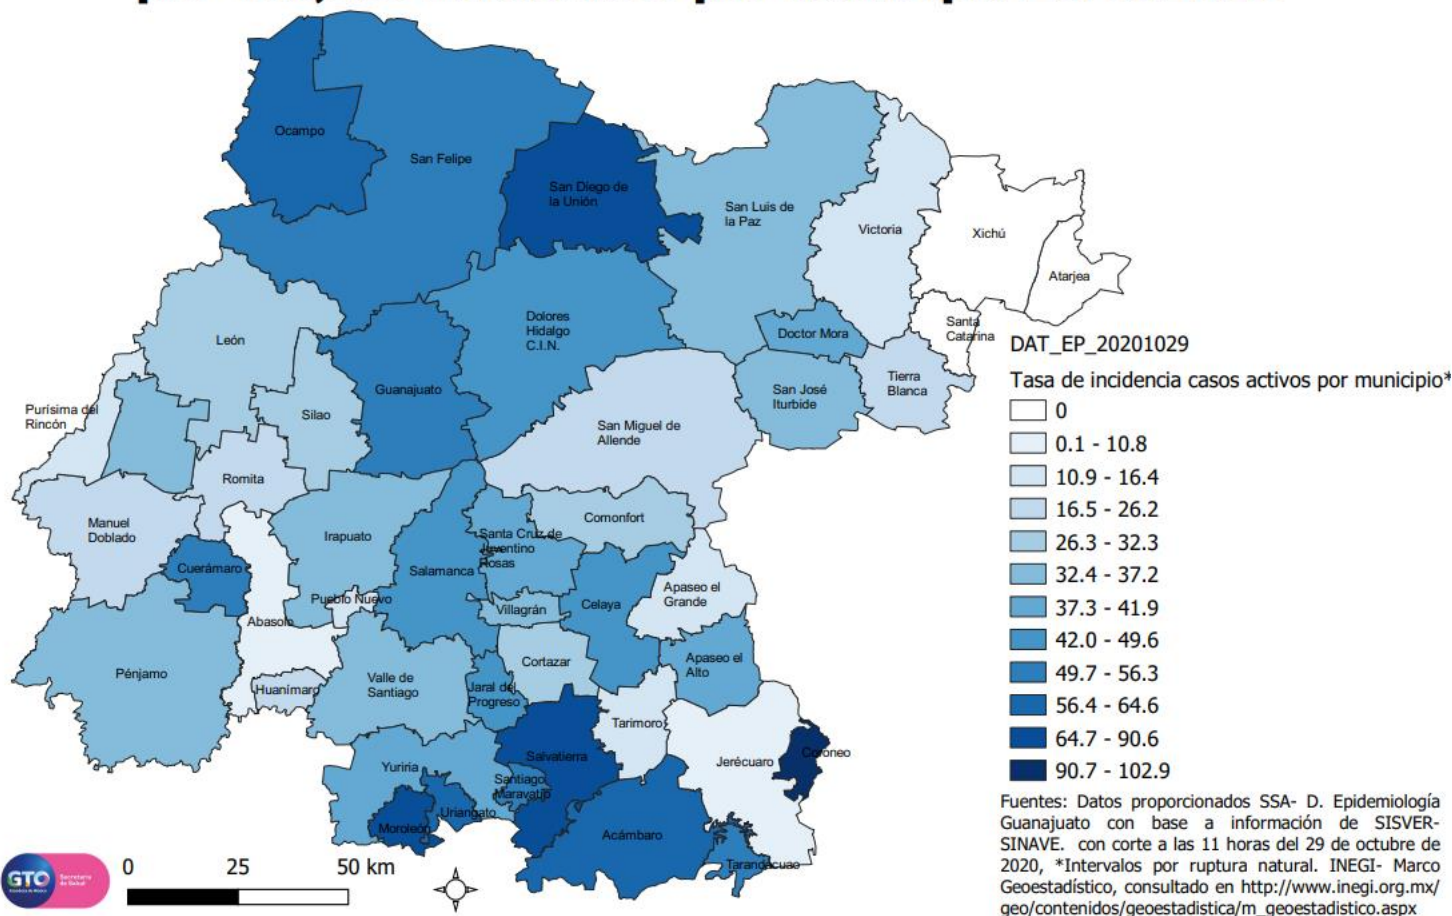 Ocampo
San Felipe
San Diego de
la Unión
San Luis de
la Paz
Victoria
Xichú
Atarjea
León
Dolores
Hidalgo
C.I.N.
Doctor Mora
Santa
Catarina
Guanajuato
San José
Iturbide
Tierra
Blanca
Purísima del
Rincón
Silao
San Miguel de
Allende
Romita
Manuel
Doblado
Irapuato
Santa Cruz de
Juventino
Rosas
Comonfort
Cuerámaro
Salamanca
Apaseo el
Grande
Pueblo Nuevo
Villagrán
Celaya
Abasolo
Pénjamo
Valle de
Santiago
Cortazar
Apaseo el
Alto
Huanímaro
Jaral del
Progreso
Tarimoro
Jerécuaro
Coroneo
Yuriria
Salvatierra
Santiago
Maravatío
Moroleón
Uriangato
Acámbaro
Tarandacuao
DAT_EP_20201029
Tasa de incidencia casos activos por municipio*
0
0.1 - 10.8
10.9 - 16.4
16.5 - 26.2
26.3 - 32.3
32.4 - 37.2
37.3 - 41.9
42.0 - 49.6
49.7 - 56.3
56.4 - 64.6
64.7 - 90.6
90.7 - 102.9
Fuentes: Datos proporcionados SSA- D. Epidemiología
Guanajuato con base a información de SISVER-
SINAVE. con corte a las 11 horas del 29 de octubre de
2020, *Intervalos por ruptura natural. INEGI- Marco
Geoestadístico, consultado en http://www.inegi.org.mx/
geo/contenidos/geoestadistica/m_geoestadistico.aspx
0 25 50 km
GTO
Secretaría
de Salud